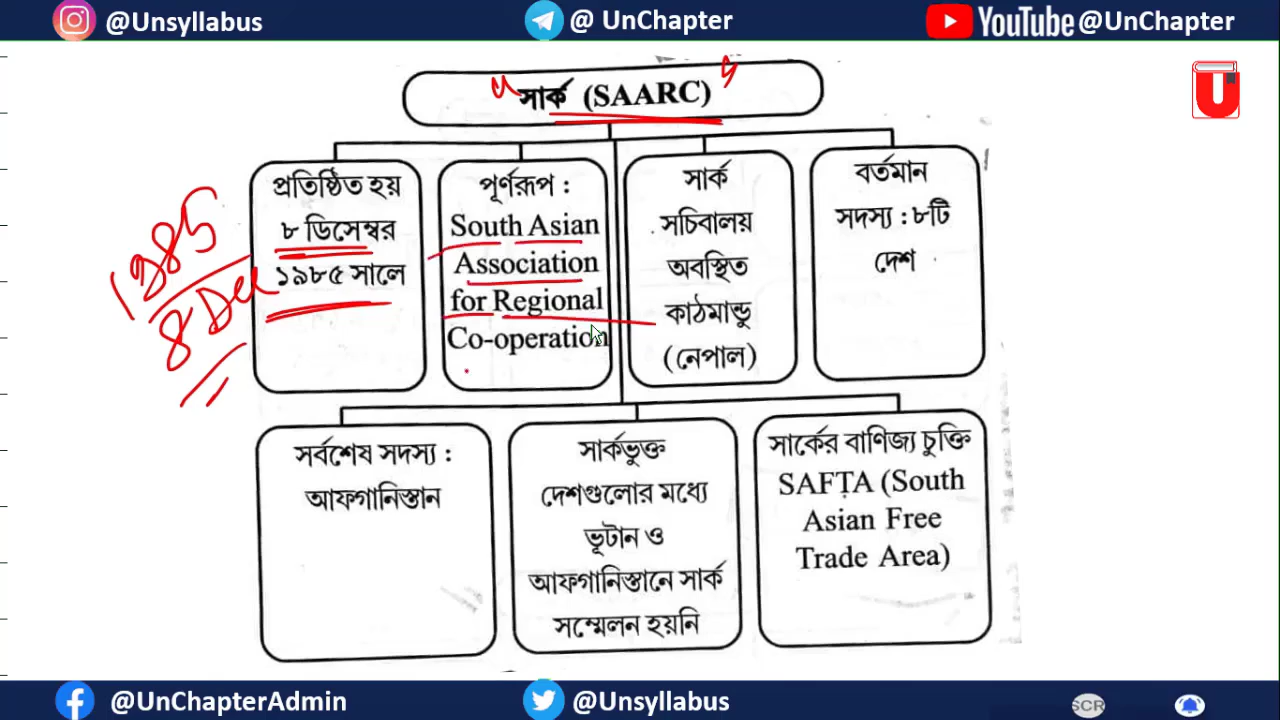 @Unsyllabus
@ UnChapter
YouTube @UnChapter
U
সার্ক (SAARC)
প্রতিষ্ঠিত হয়
৮ ডিসেম্বর
১৯৮৫ সালে
1985
8 Dec
পূর্ণরূপ :
South Asian
Association
for Regional
Co-operation
সার্ক
সচিবালয়
অবস্থিত
কাঠমান্ডু
(নেপাল)
বর্তমান
সদস্য : ৮টি
দেশ
সর্বশেষ সদস্য :
আফগানিস্তান
সার্কভুক্ত
দেশগুলোর মধ্যে
ভূটান ও
আফগানিস্তানে সার্ক
সম্মেলন হয়নি
সার্কের বাণিজ্য চুক্তি
SAFTA (South
Asian Free
Trade Area)
@UnChapterAdmin
@Unsyllabus
SCR